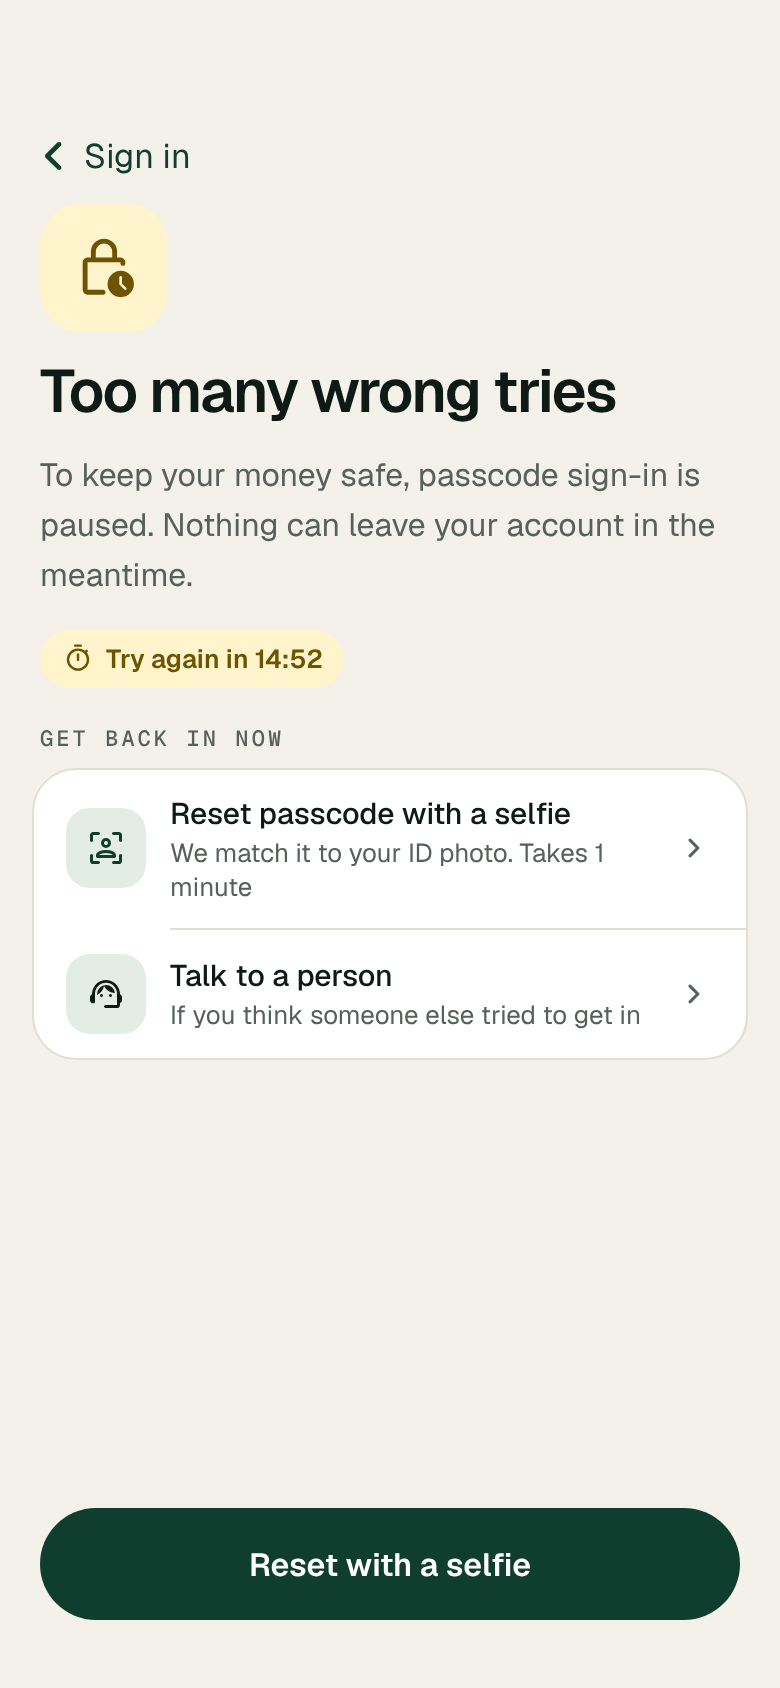 Sign in
Too many wrong tries
To keep your money safe, passcode sign-in is
paused. Nothing can leave your account in the
meantime.
Try again in 14:52
GET BACK IN NOW
Reset passcode with a selfie
We match it to your ID photo. Takes 1
minute
Talk to a person
If you think someone else tried to get in
Reset with a selfie